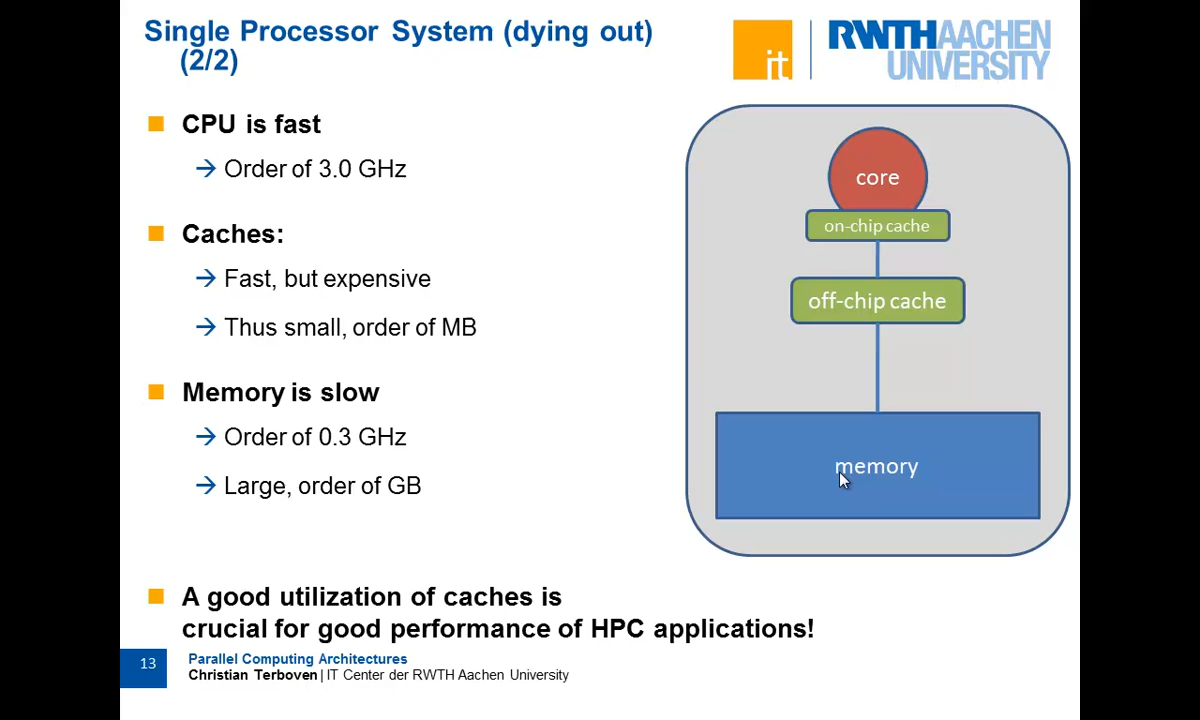 Single Processor System (dying out)
(2/2)
it
RWTH AACHEN
UNIVERSITY
CPU is fast
→ Order of 3.0 GHz
Caches:
→ Fast, but expensive
→ Thus small, order of MB
Memory is slow
→ Order of 0.3 GHz
→ Large, order of GB
core
on-chip cache
off-chip cache
memory
A good utilization of caches is
crucial for good performance of HPC applications!
13
Parallel Computing Architectures
Christian Terboven | IT Center der RWTH Aachen University